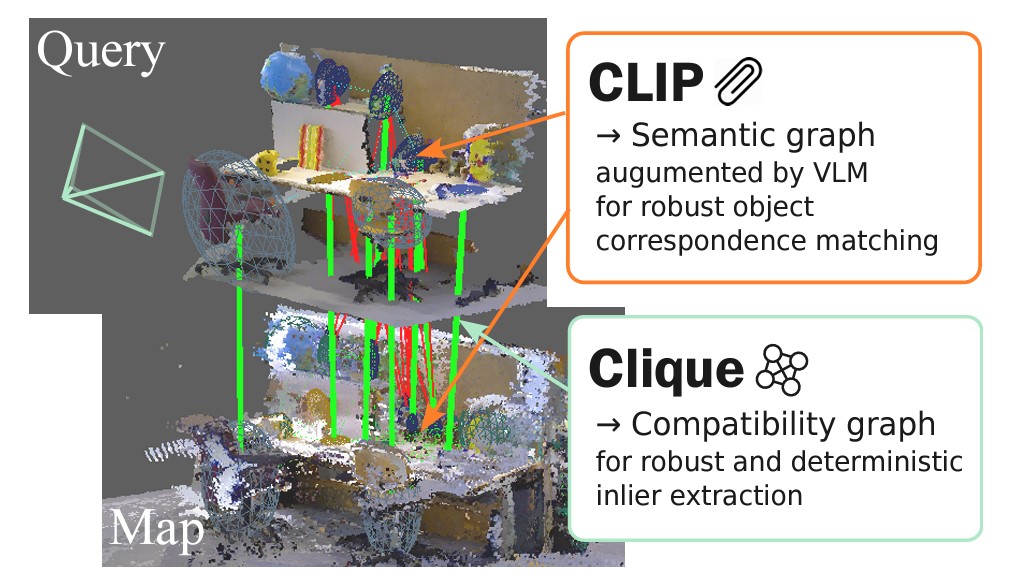 Query
CLIP
→ Semantic graph
augumented by VLM
for robust object
correspondence matching
Clique
→ Compatibility graph
for robust and deterministic
inlier extraction
Map